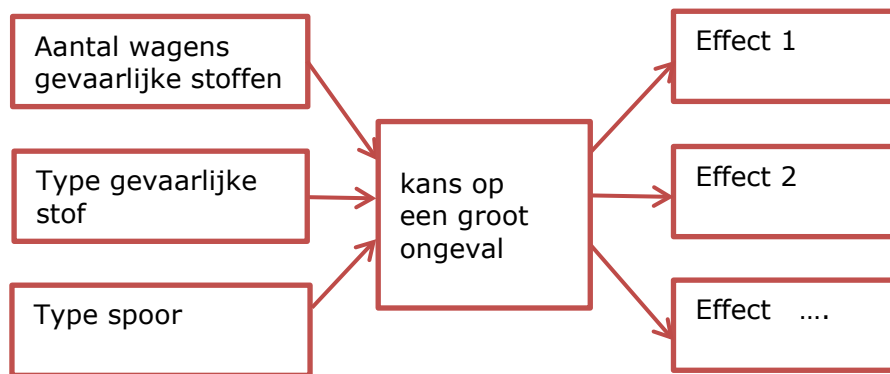 Aantal wagens
gevaarlijke stoffen
Type gevaarlijke
stof
Type spoor
kans op
een groot
ongeval
Effect 1
Effect 2
Effect ....